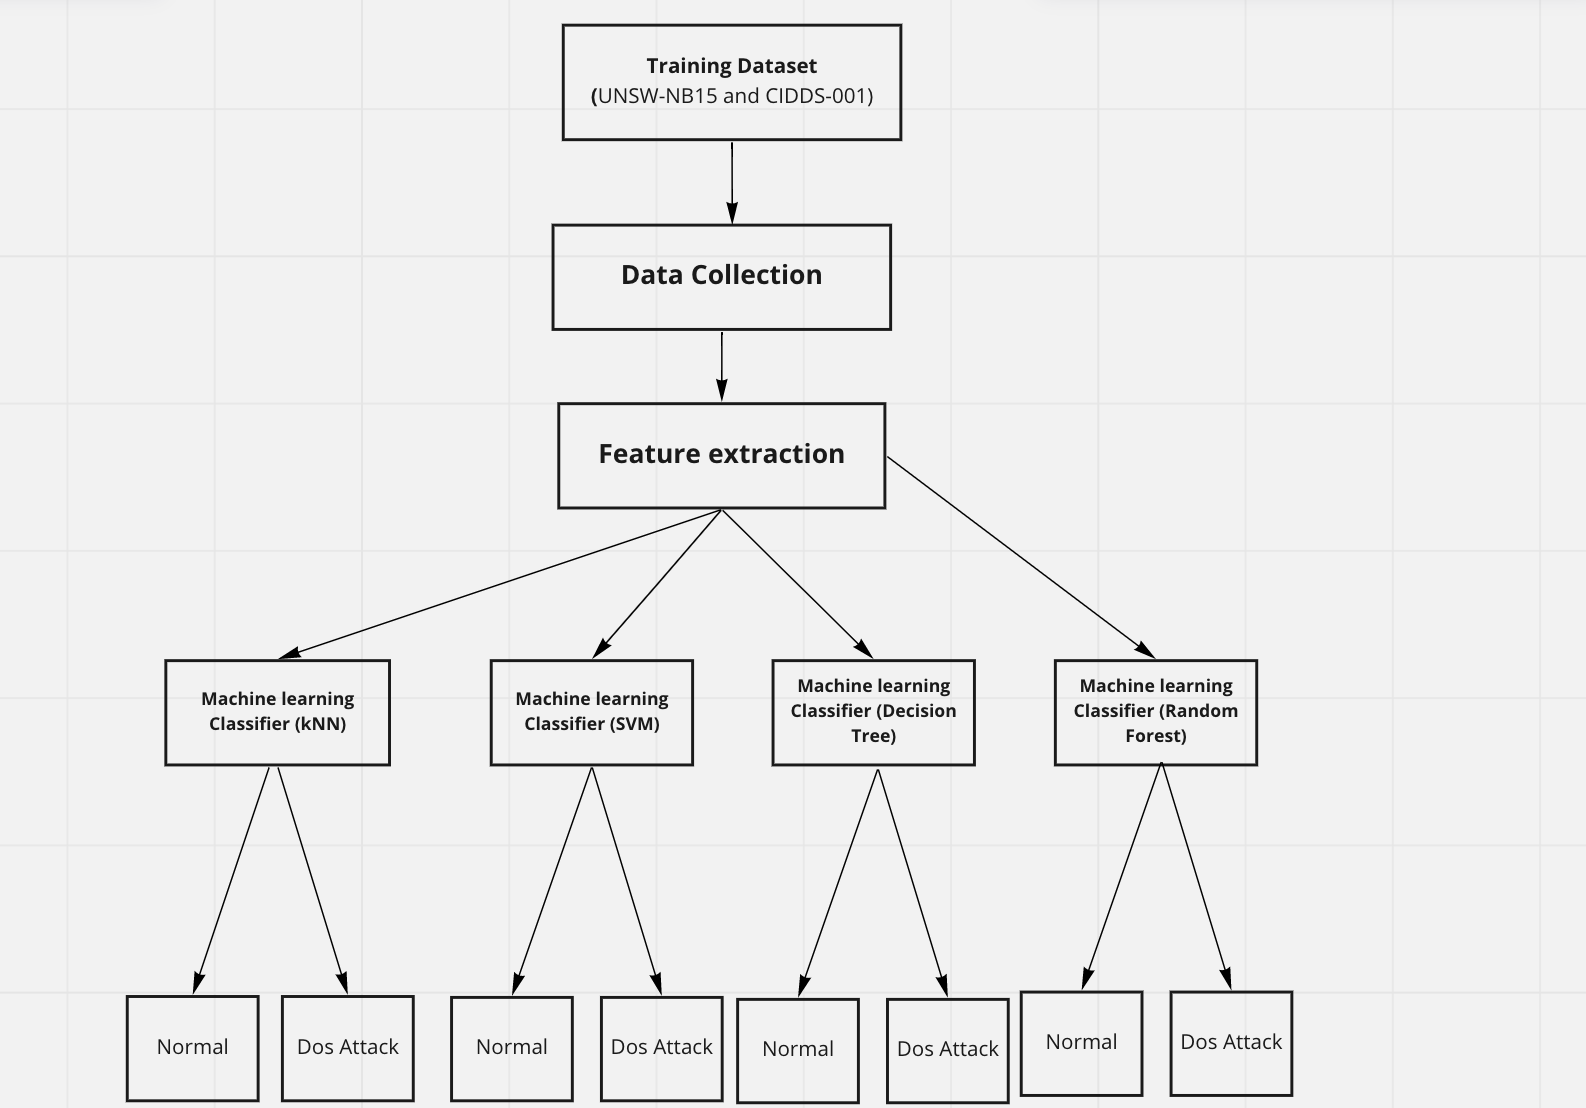 Training Dataset
(UNSW-NB15 and CIDDS-001)
Data Collection
Feature extraction
Machine learning
Classifier (kNN)
Machine learning
Classifier (SVM)
Machine learning
Classifier (Decision
Tree)
Machine learning
Classifier (Random
Forest)
Normal
Dos Attack
Normal
Dos Attack
Normal
Dos Attack
Normal
Dos Attack